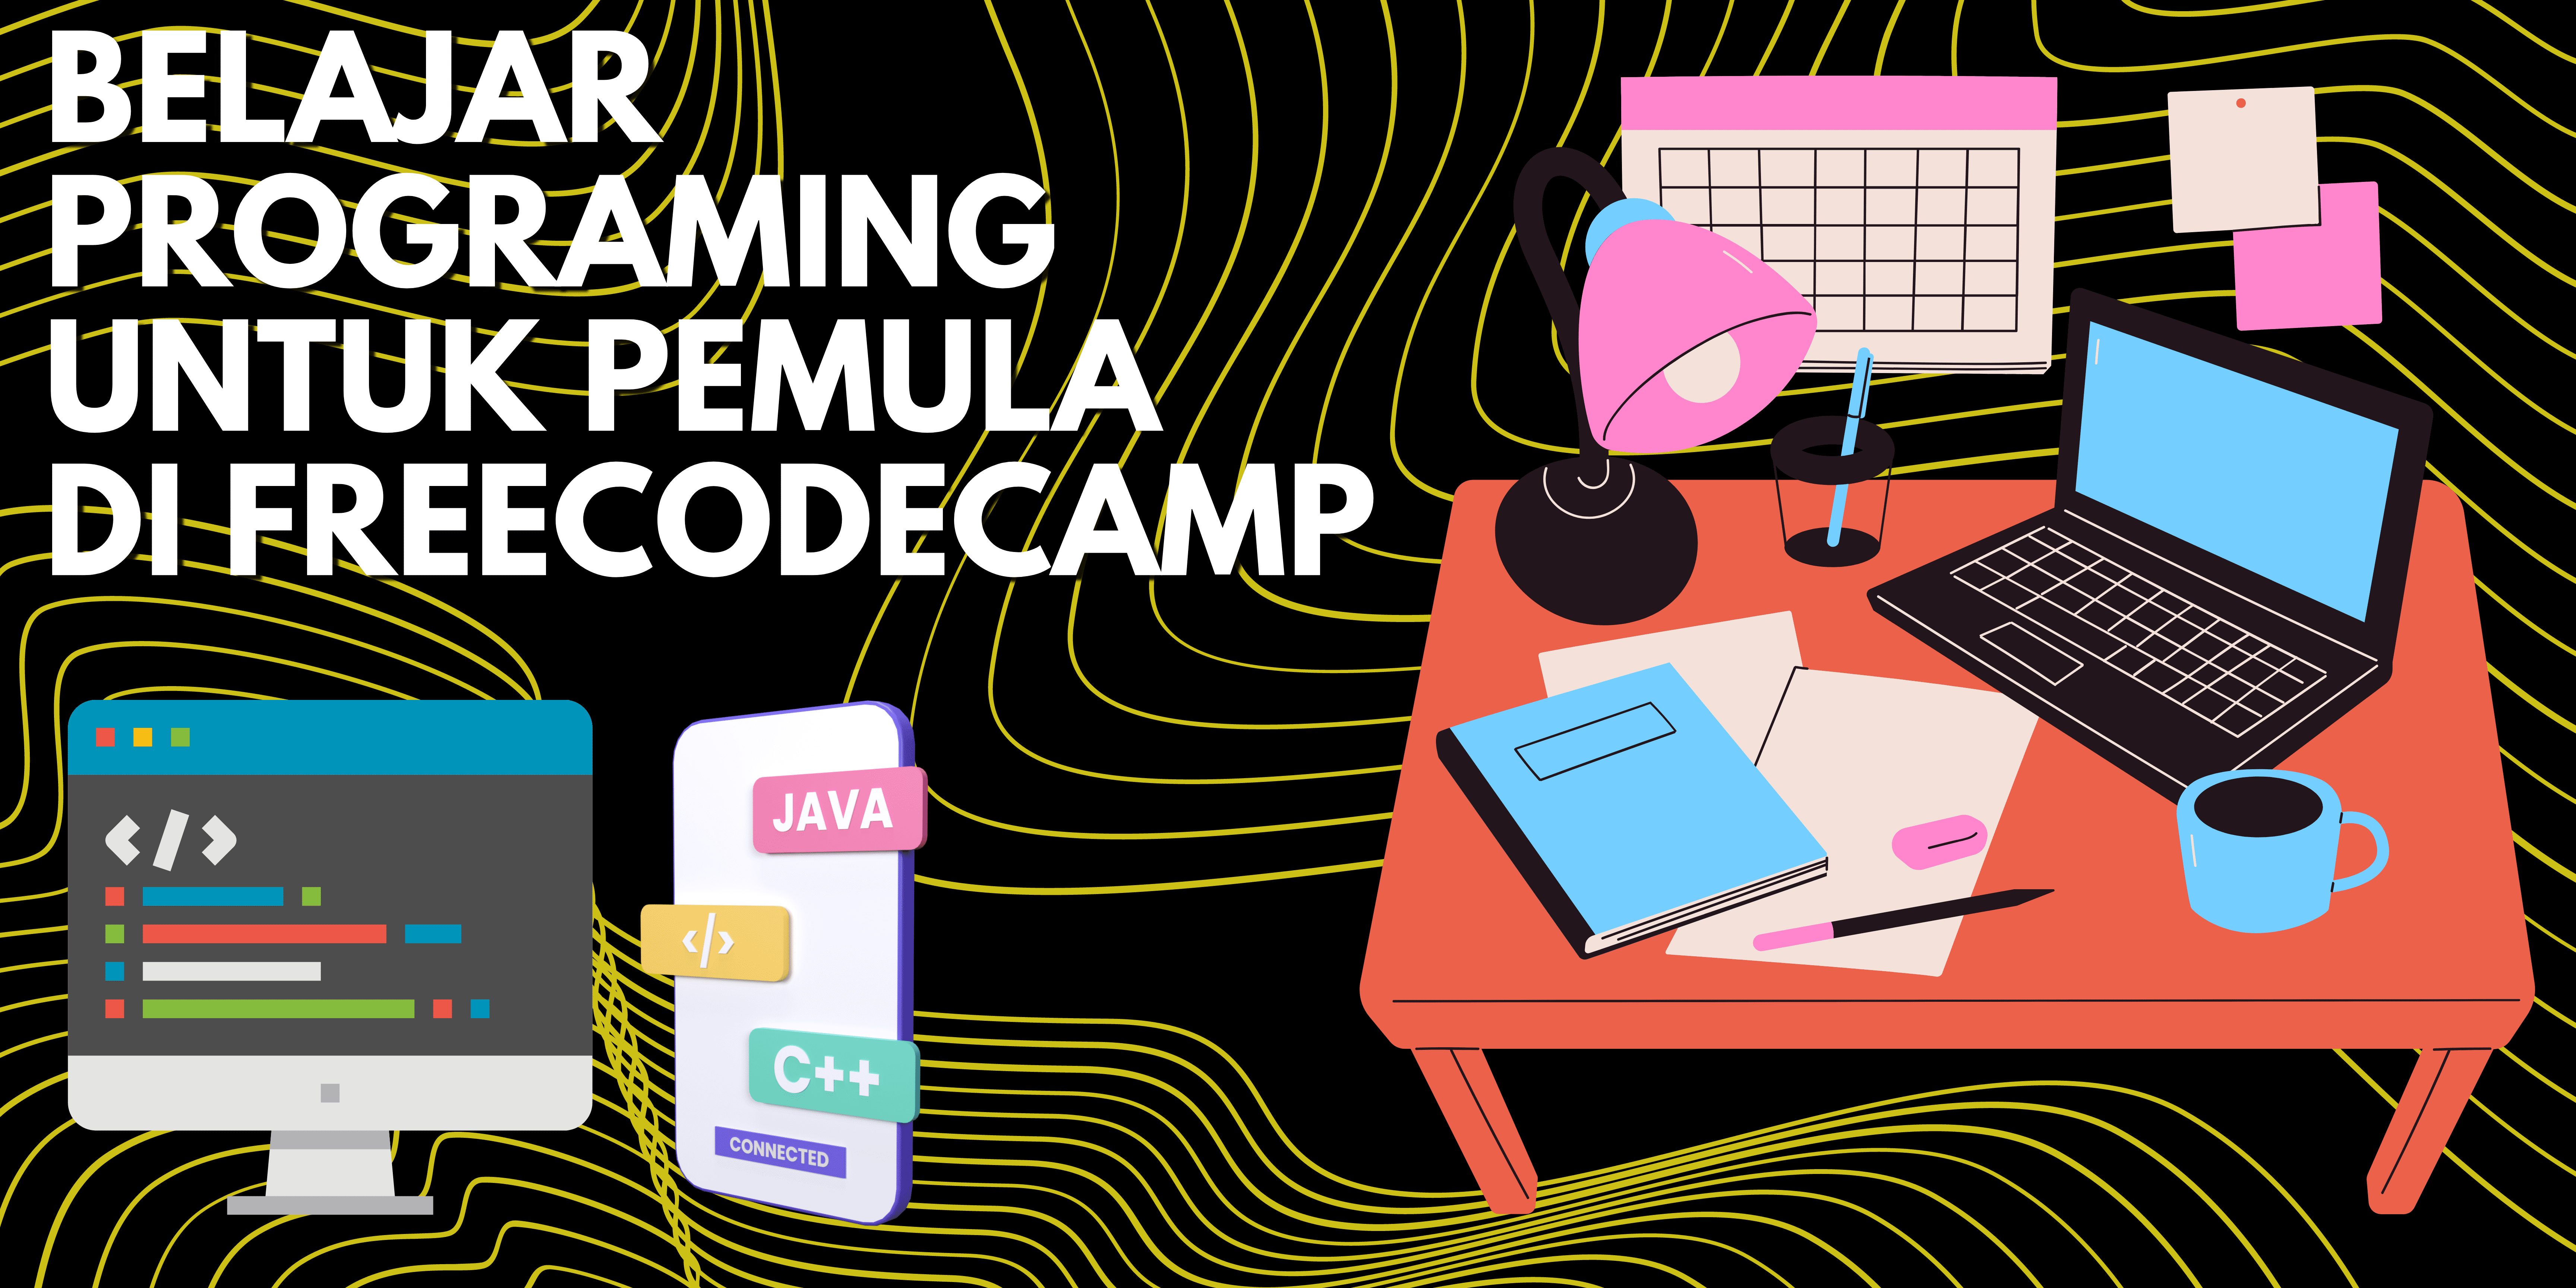 BELAJAR
PROGRAMING
UNTUK PEMULA
DI FREECODECAMP
</>
JAVA
</>
C++
CONNECTED